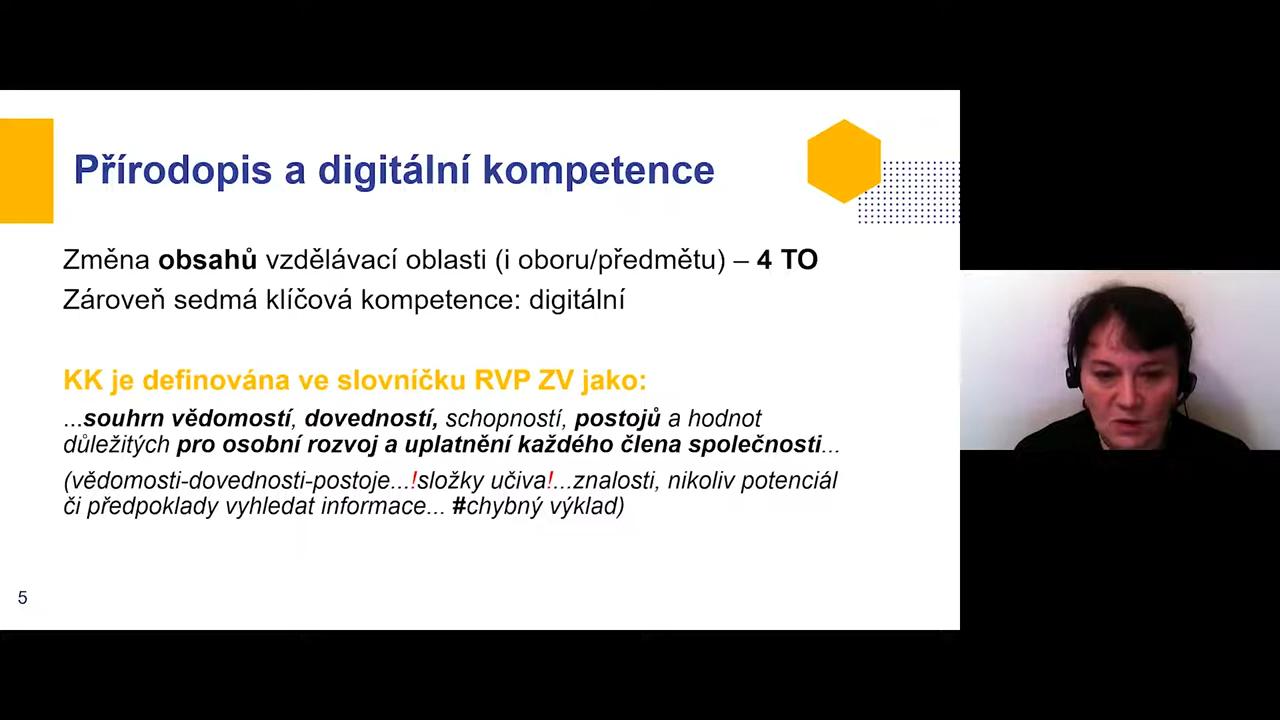 Přírodopis a digitální kompetence
Změna obsahů vzdělávací oblasti (i oboru/předmětu) – 4 TO
Zároveň sedmá klíčová kompetence: digitální
KK je definována ve slovníčku RVP ZV jako:
...souhrn vědomostí, dovedností, schopností, postojů a hodnot
důležitých pro osobní rozvoj a uplatnění každého člena společnosti...
(vědomosti-dovednosti-postoje...!složky učiva!...znalosti, nikoliv potenciál
či předpoklady vyhledat informace... #chybný výklad)
5